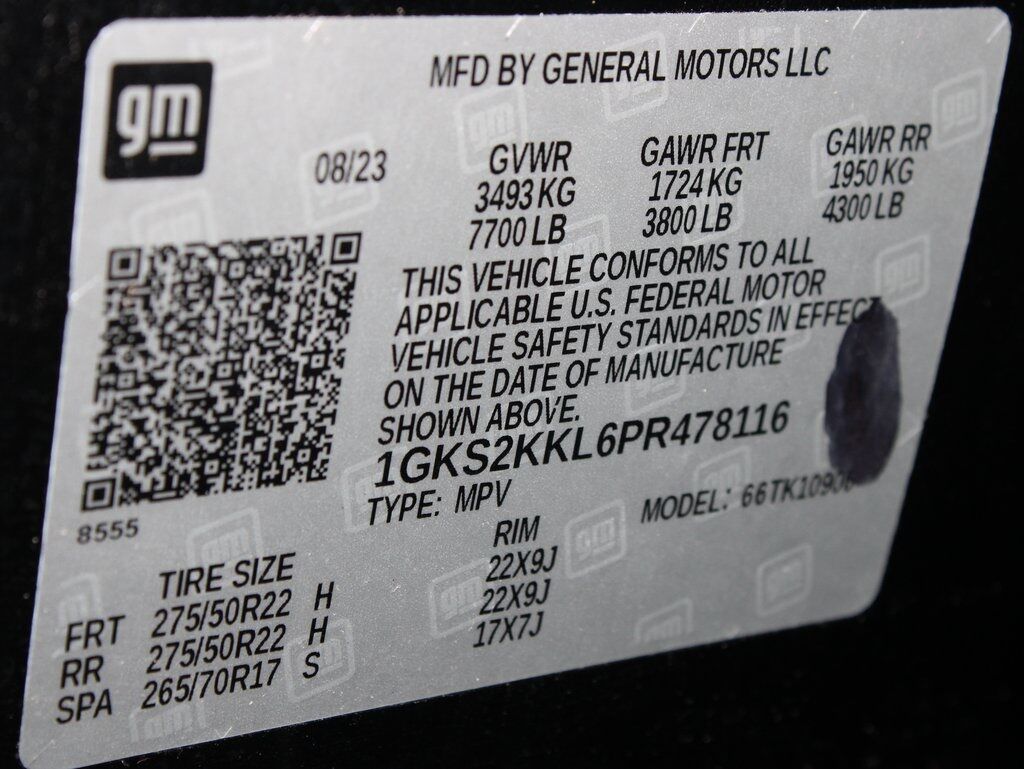 gm
MFD BY GENERAL MOTORS LLC
08/23
GVWR GAWR FRT GAWR RR
3493 KG 1724 KG 1950 KG
7700 LB 3800 LB 4300 LB
THIS VEHICLE CONFORMS TO ALL
APPLICABLE U.S. FEDERAL MOTOR
VEHICLE SAFETY STANDARDS IN EFFECT
ON THE DATE OF MANUFACTURE
SHOWN ABOVE.
1GKS2KKL6PR478116
8555
TYPE: MPV MODEL:
TIRE SIZE RIM
FRT 275/50R22 H 22X9J
RR 275/50R22 H 22X9J
SPA 265/70R17 S 17X7J